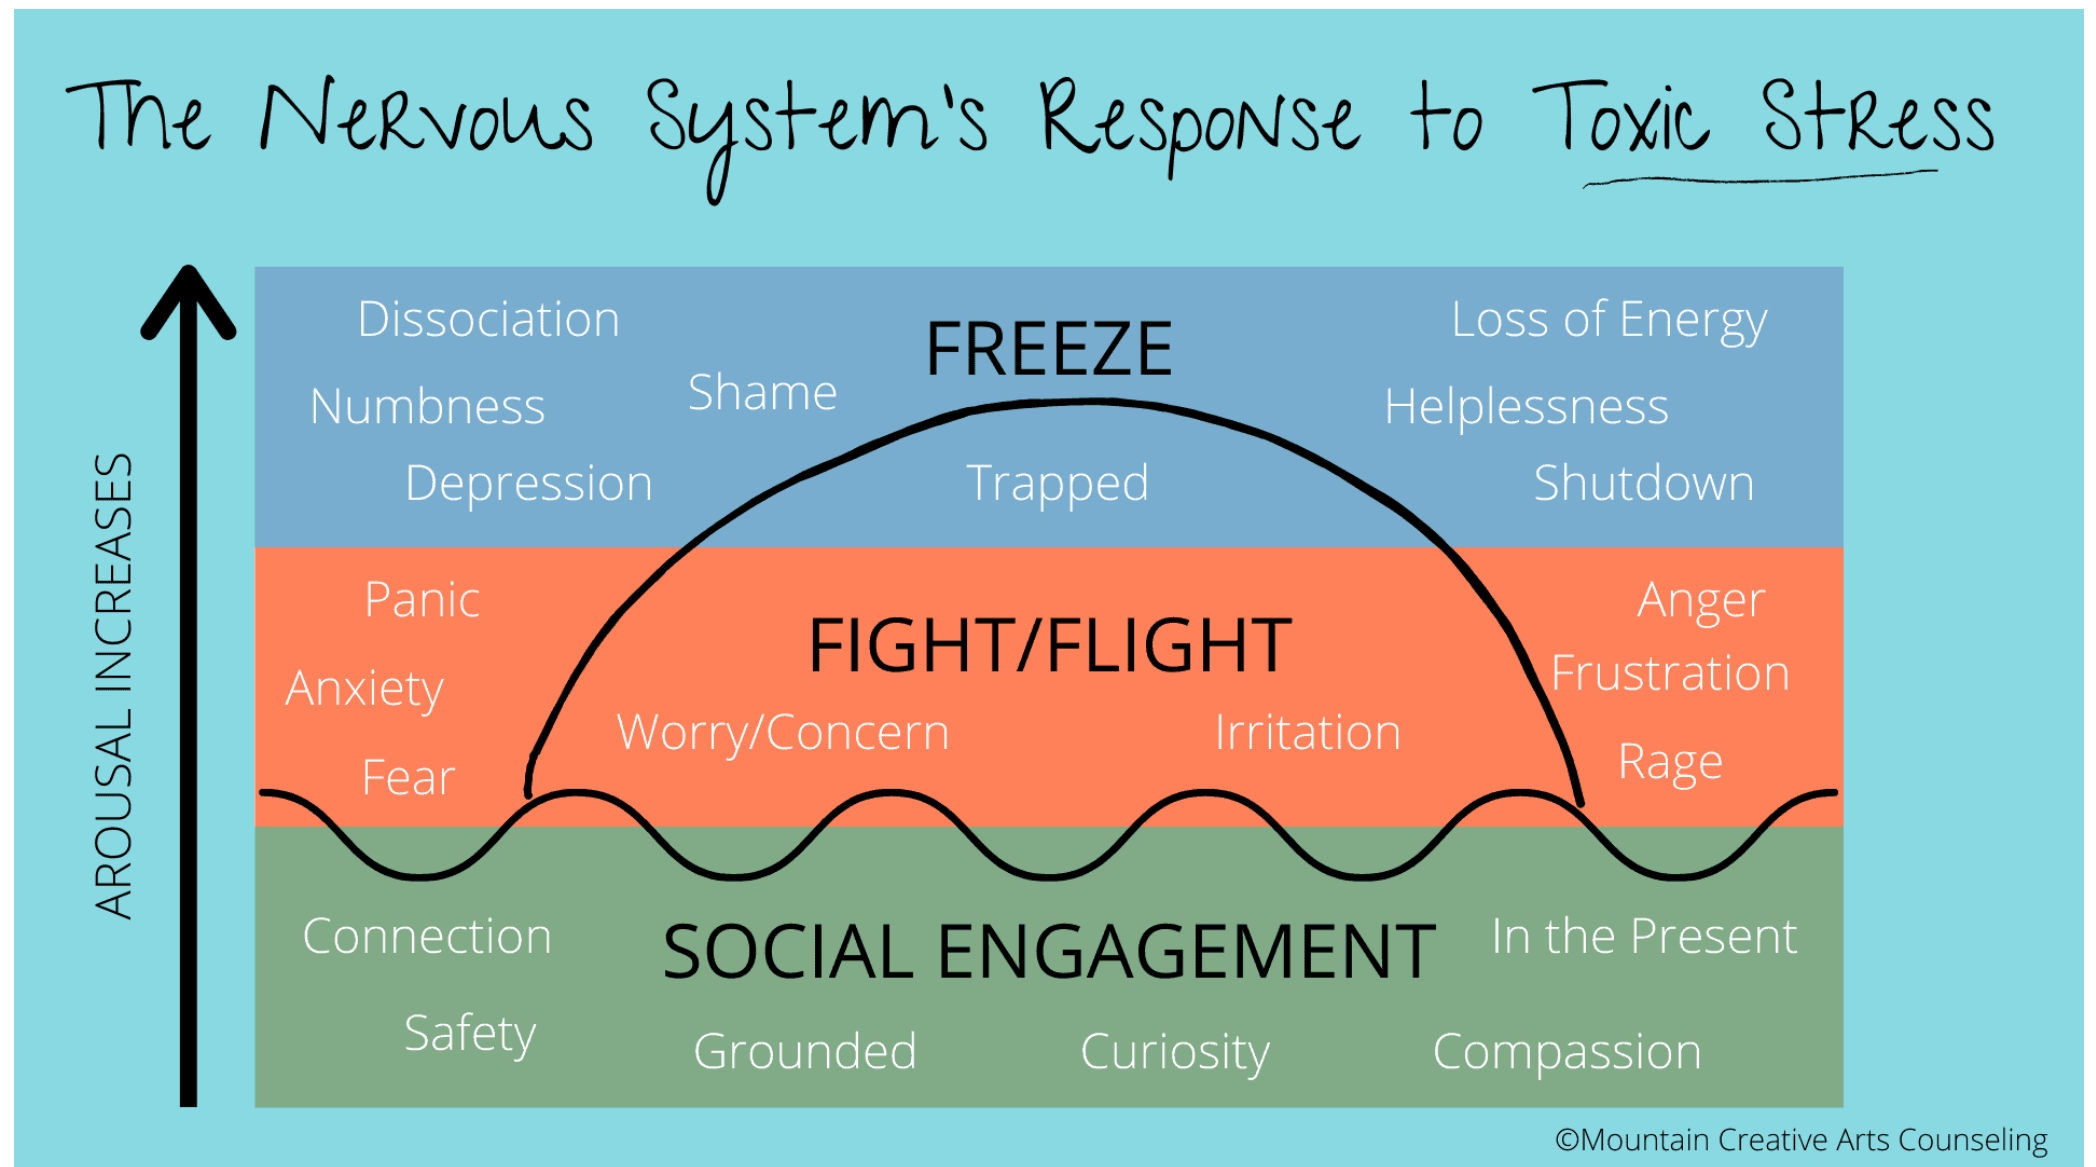 The Nervous System's Response to Toxic Stress
AROUSAL INCREASES
Dissociation
FREEZE
Loss of Energy
Numbness
Shame
Helplessness
Depression
Trapped
Shutdown
Panic
FIGHT/FLIGHT
Anger
Anxiety
Frustration
Worry/Concern
Irritation
Fear
Rage
Connection
SOCIAL ENGAGEMENT
In the Present
Safety
Grounded
Curiosity
Compassion
©Mountain Creative Arts Counseling